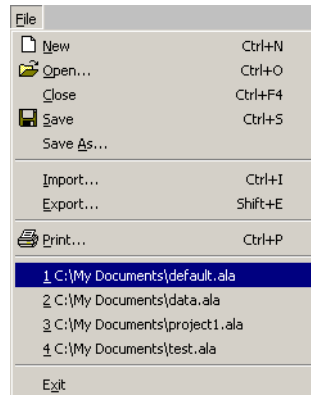 File
New Ctrl+N
Open... Ctrl+O
Close Ctrl+F4
Save Ctrl+S
Save As...
Import... Ctrl+I
Export... Shift+E
Print... Ctrl+P
1 C:\My Documents\default.ala
2 C:\My Documents\data.ala
3 C:\My Documents\project1.ala
4 C:\My Documents\test.ala
Exit